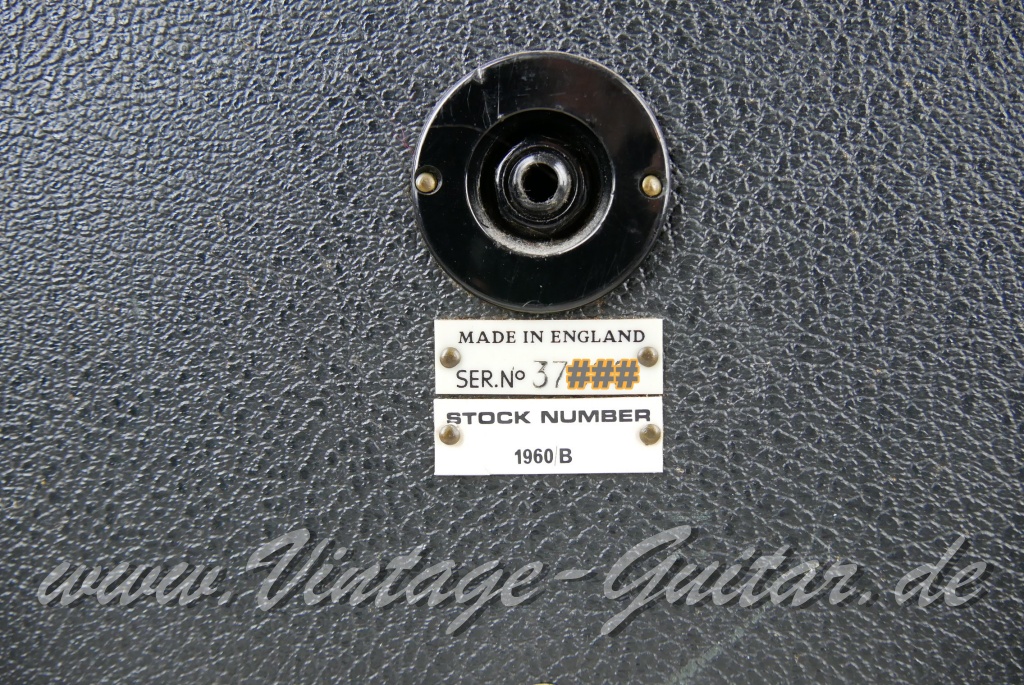 MADE IN ENGLAND
SER.Nº 37###
STOCK NUMBER
1960 B
www.Vintage-Guitar.de